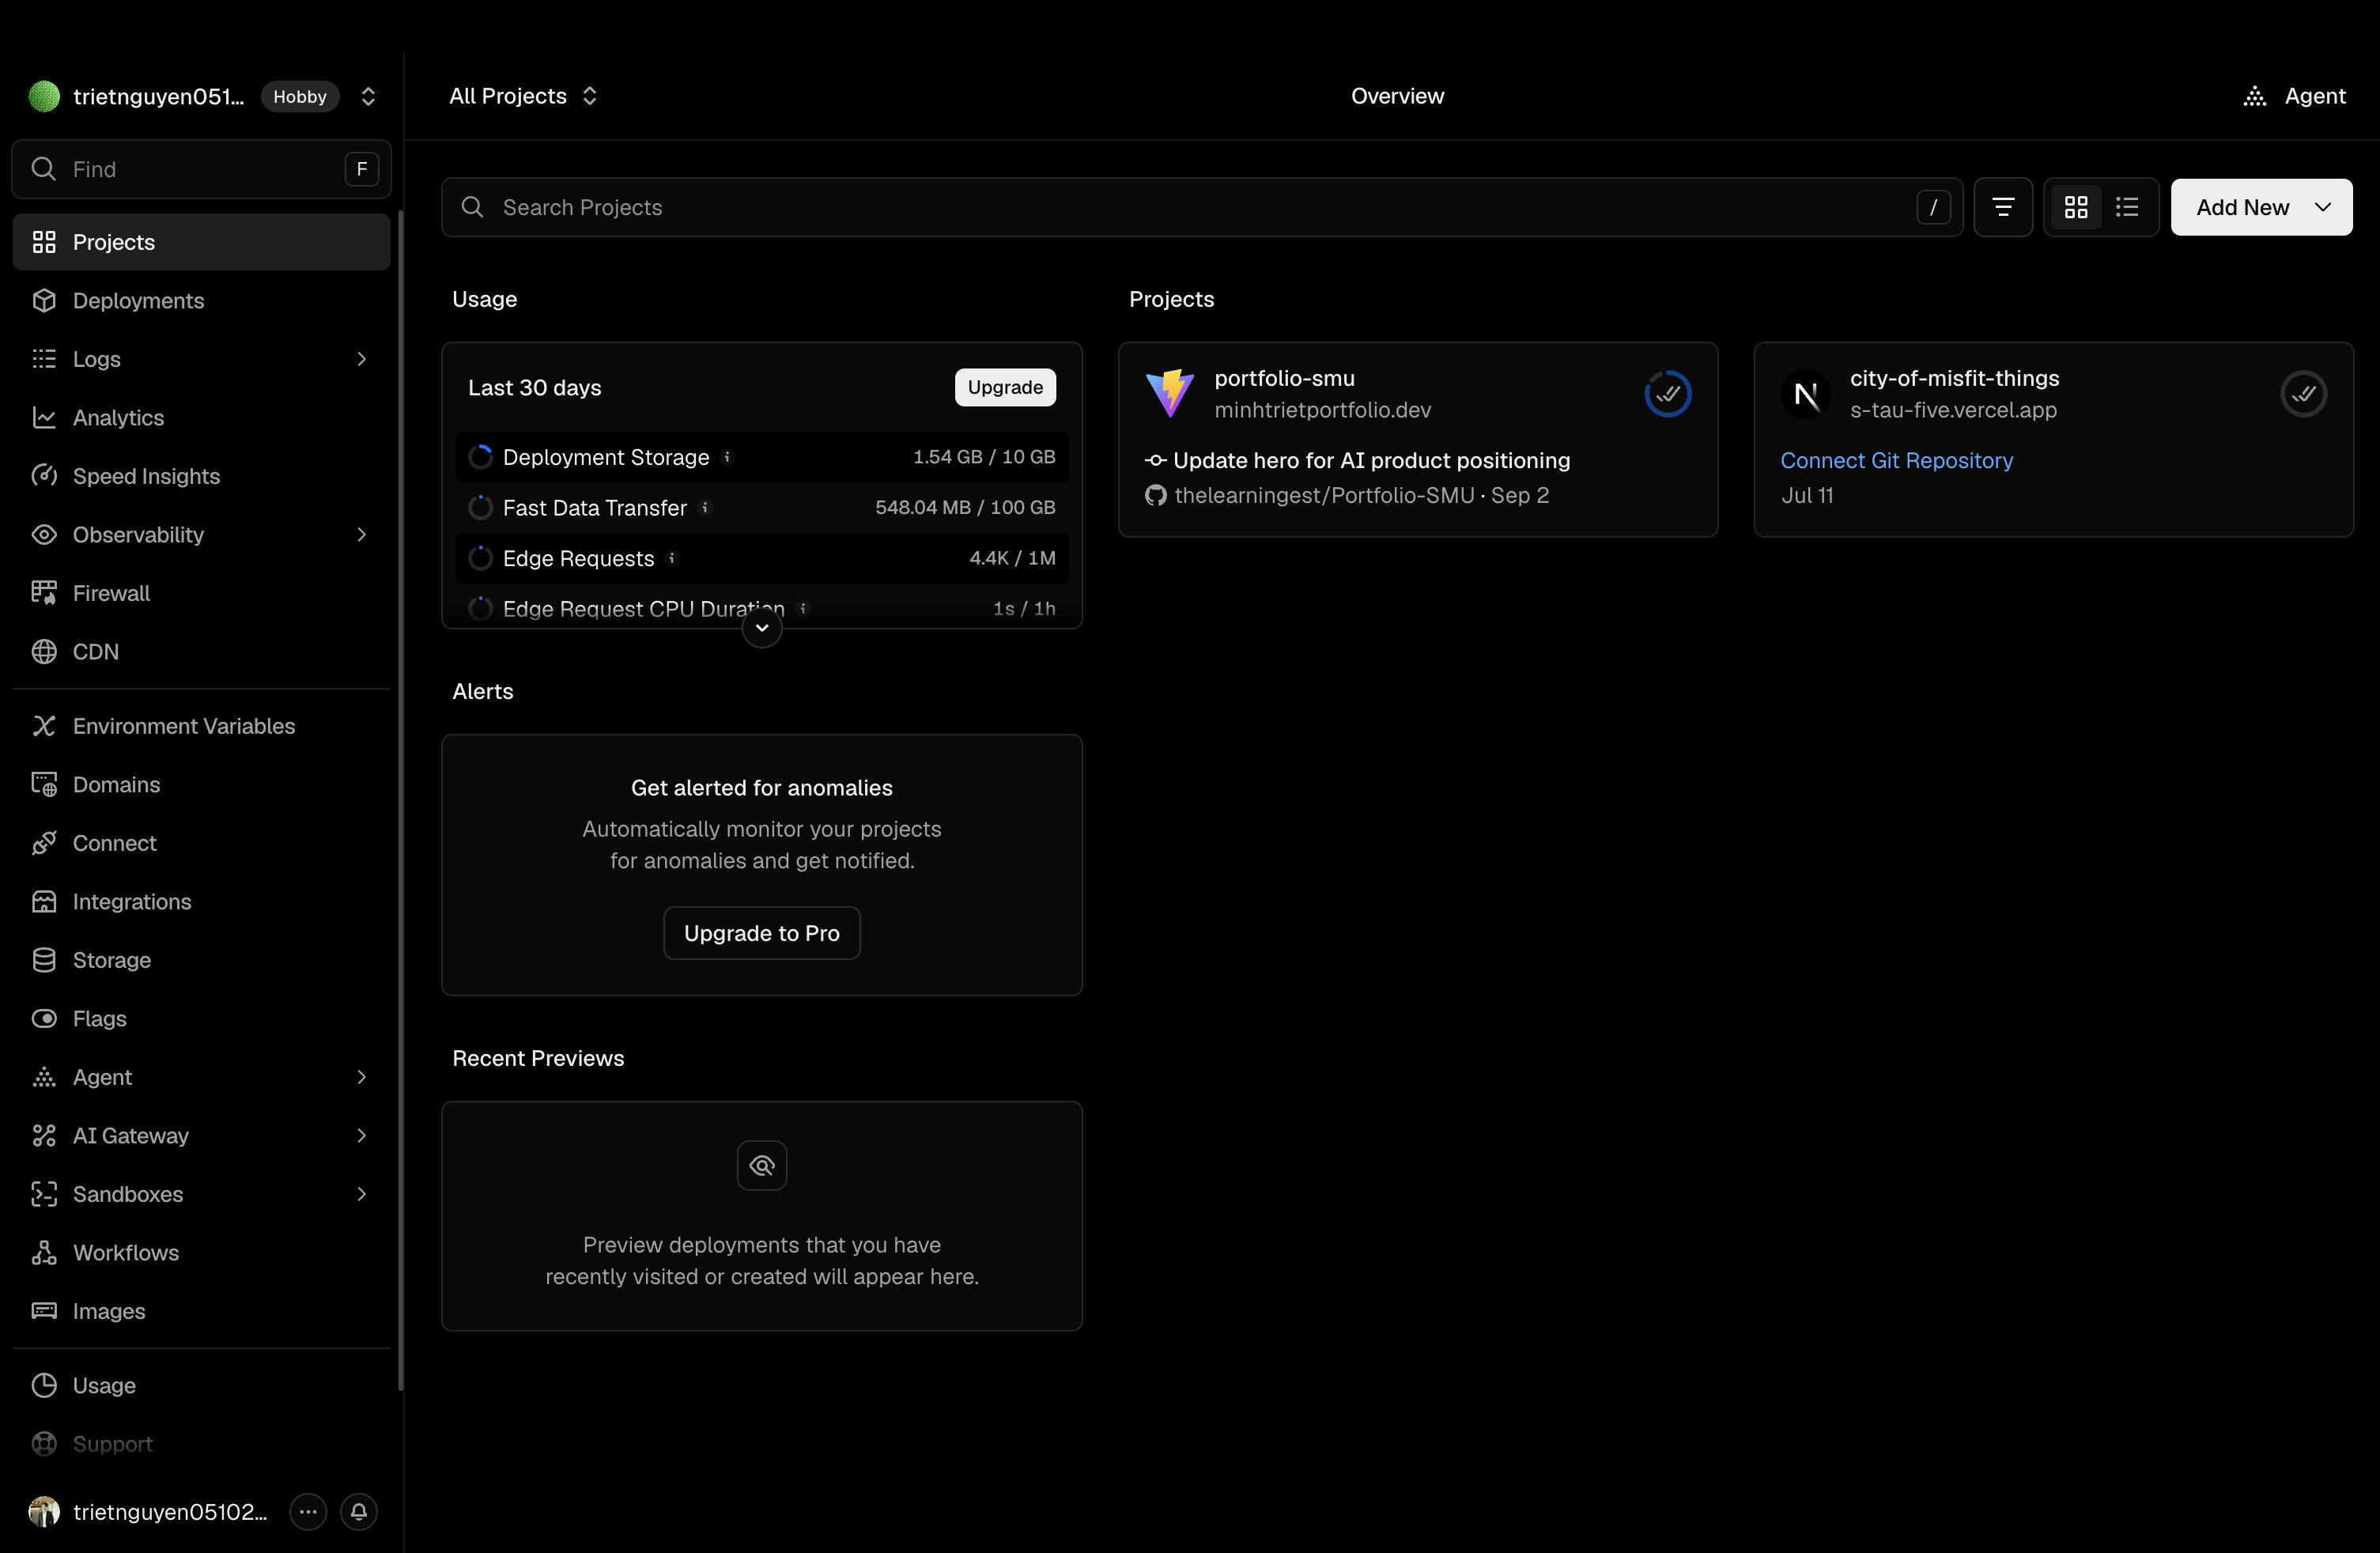 trietnguyen051... Hobby
Find F
Projects
Deployments
Logs
Analytics
Speed Insights
Observability
Firewall
CDN
Environment Variables
Domains
Connect
Integrations
Storage
Flags
Agent
AI Gateway
Sandboxes
Workflows
Images
Usage
Support
trietnguyen05102...
All Projects
Overview
Agent
Search Projects /
Add New
Usage
Last 30 days
Upgrade
Deployment Storage 1.54 GB / 10 GB
Fast Data Transfer 548.04 MB / 100 GB
Edge Requests 4.4K / 1M
Edge Request CPU Duration 1s / 1h
Alerts
Get alerted for anomalies
Automatically monitor your projects
for anomalies and get notified.
Upgrade to Pro
Recent Previews
Preview deployments that you have
recently visited or created will appear here.
Projects
portfolio-smu
minhtrietportfolio.dev
Update hero for AI product positioning
thelearningest/Portfolio-SMU · Sep 2
city-of-misfit-things
s-tau-five.vercel.app
Connect Git Repository
Jul 11